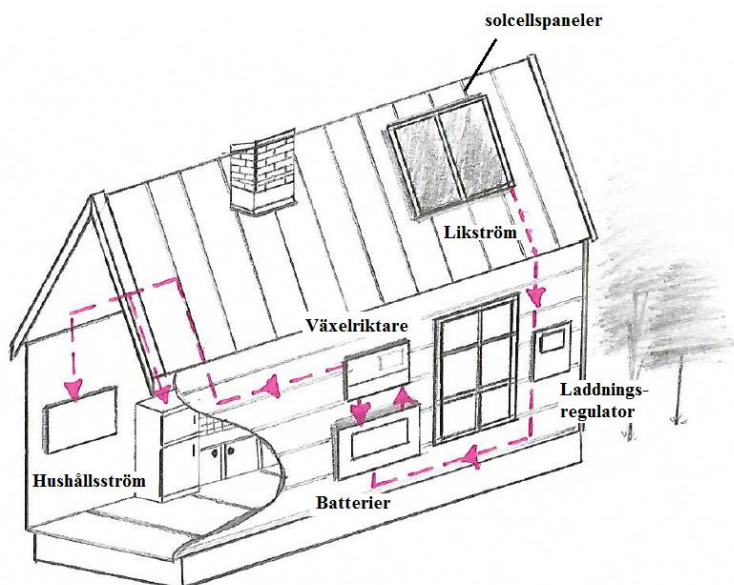 solcellspaneler
Likström
Växelriktare
Laddnings-
regulator
Hushållsström
Batterier